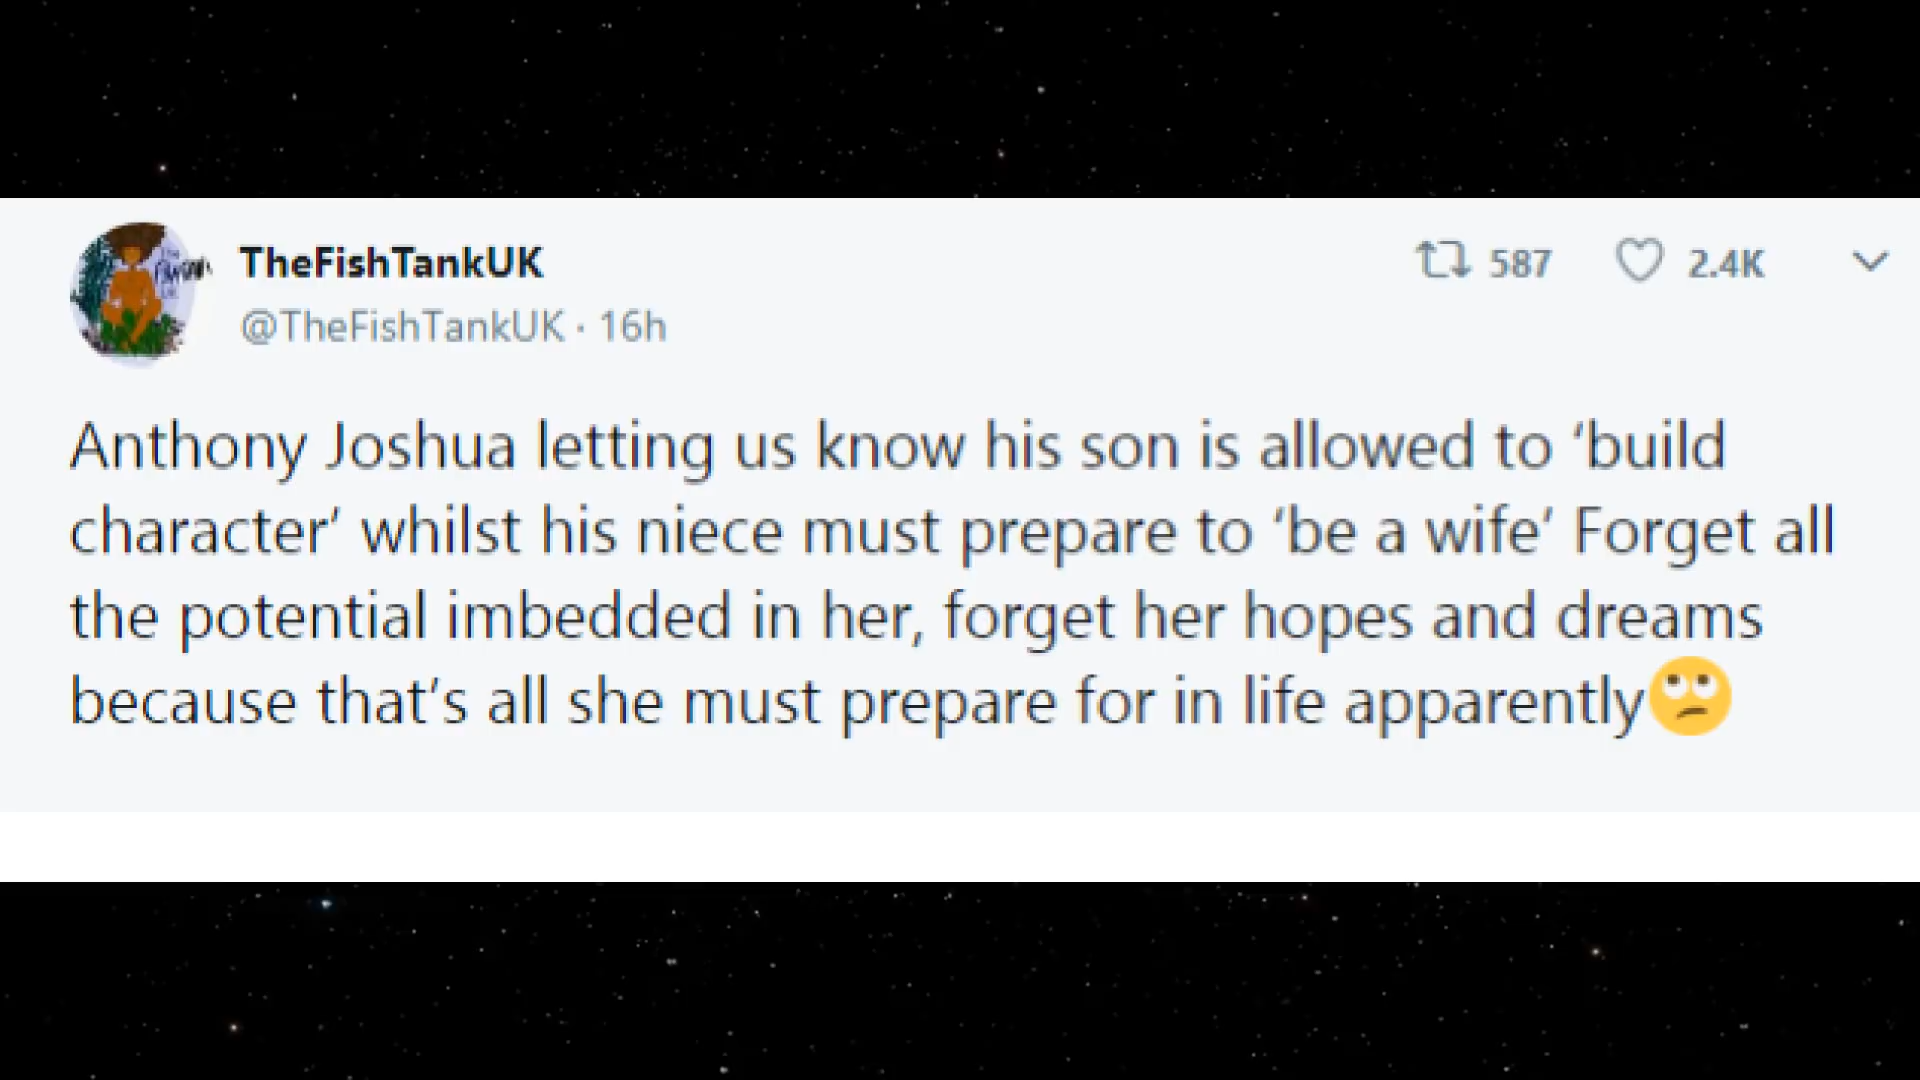 TheFishTankUK
587
2.4K
@TheFishTankUK · 16h
Anthony Joshua letting us know his son is allowed to ‘build
character’ whilst his niece must prepare to ‘be a wife’ Forget all
the potential imbedded in her, forget her hopes and dreams
because that’s all she must prepare for in life apparently🙄